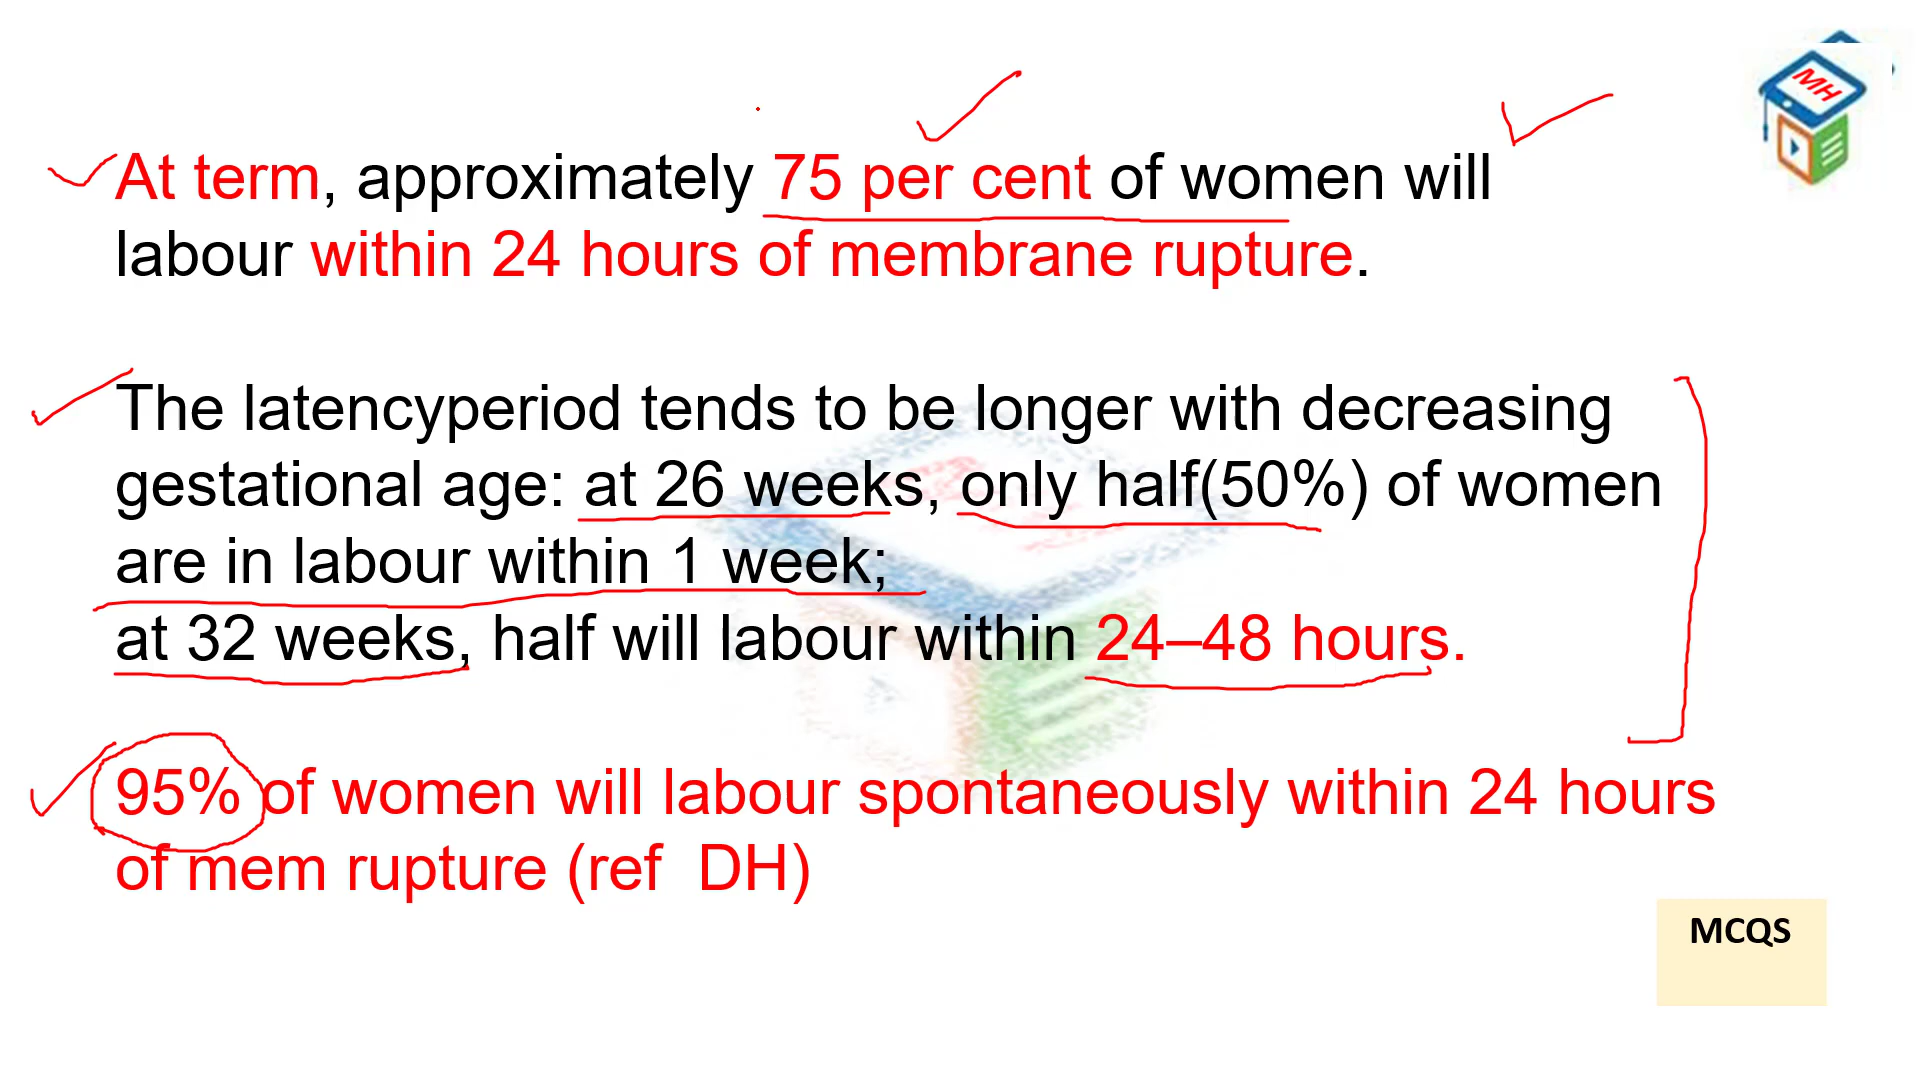 MH
At term, approximately 75 per cent of women will
labour within 24 hours of membrane rupture.
The latencyperiod tends to be longer with decreasing
gestational age: at 26 weeks, only half(50%) of women
are in labour within 1 week;
at 32 weeks, half will labour within 24–48 hours.
95% of women will labour spontaneously within 24 hours
of mem rupture (ref  DH)
MCQS